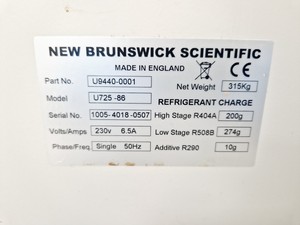 NEW BRUNSWICK SCIENTIFIC
MADE IN ENGLAND
CE
Part No. U9440-0001
Net Weight 315Kg
Model U725 -86
REFRIGERANT CHARGE
Serial No. 1005-4018-0507
High Stage R404A 200g
Volts/Amps. 230v 6.5A
Low Stage R508B 274g
Phase/Freq. Single 50Hz
Additive R290 10g